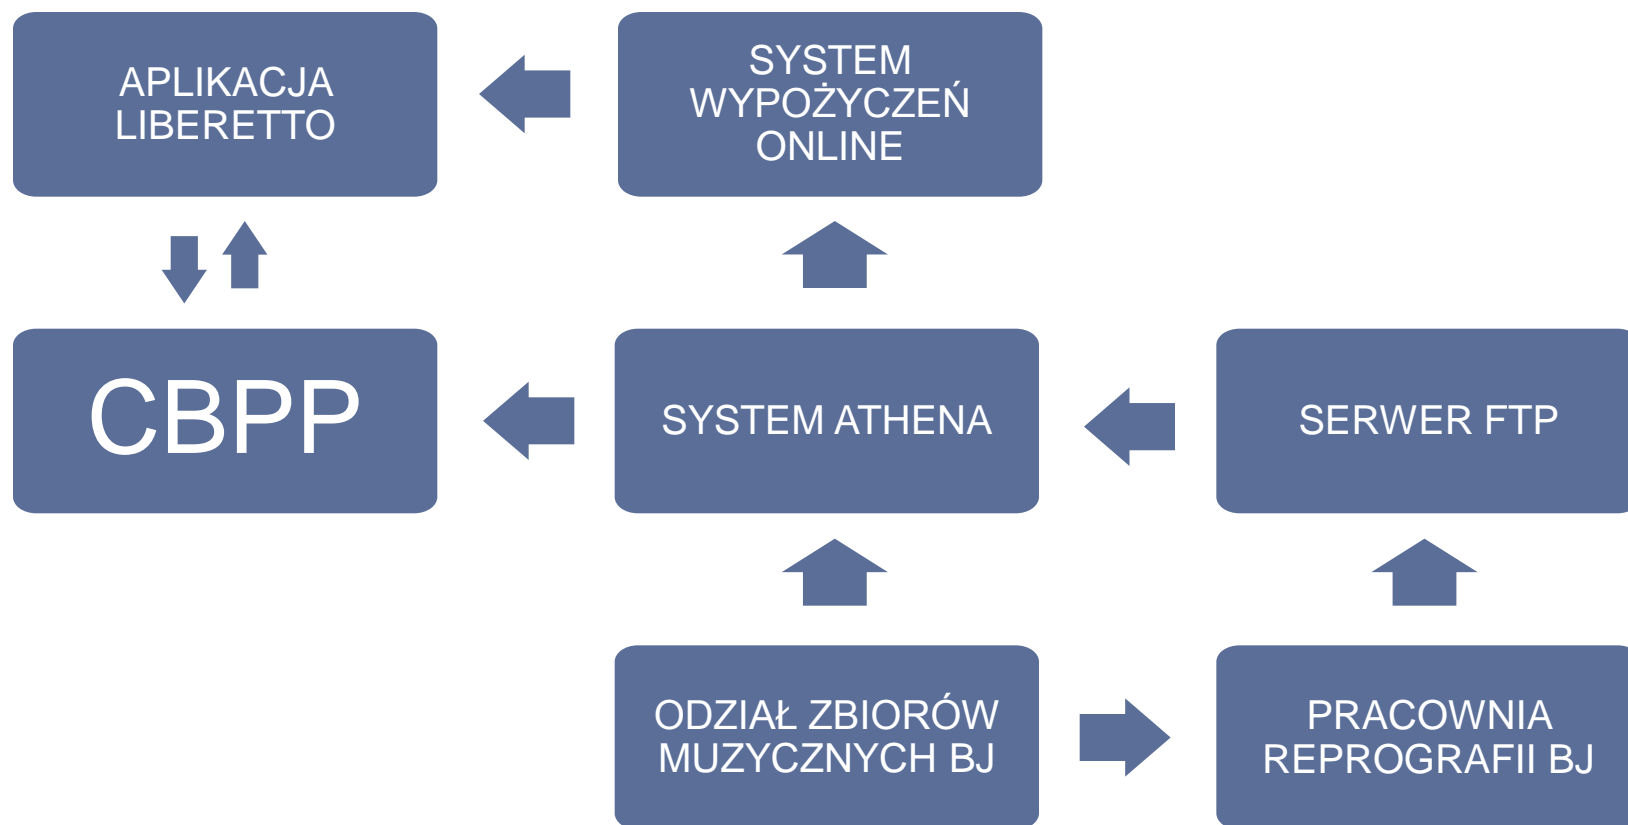 APLIKACJA
LIBERETTO
SYSTEM
WYPOŻYCZEŃ
ONLINE
CBPP
SYSTEM ATHENA
SERWER FTP
ODZIAŁ ZBIORÓW
MUZYCZNYCH BJ
PRACOWNIA
REPROGRAFII BJ